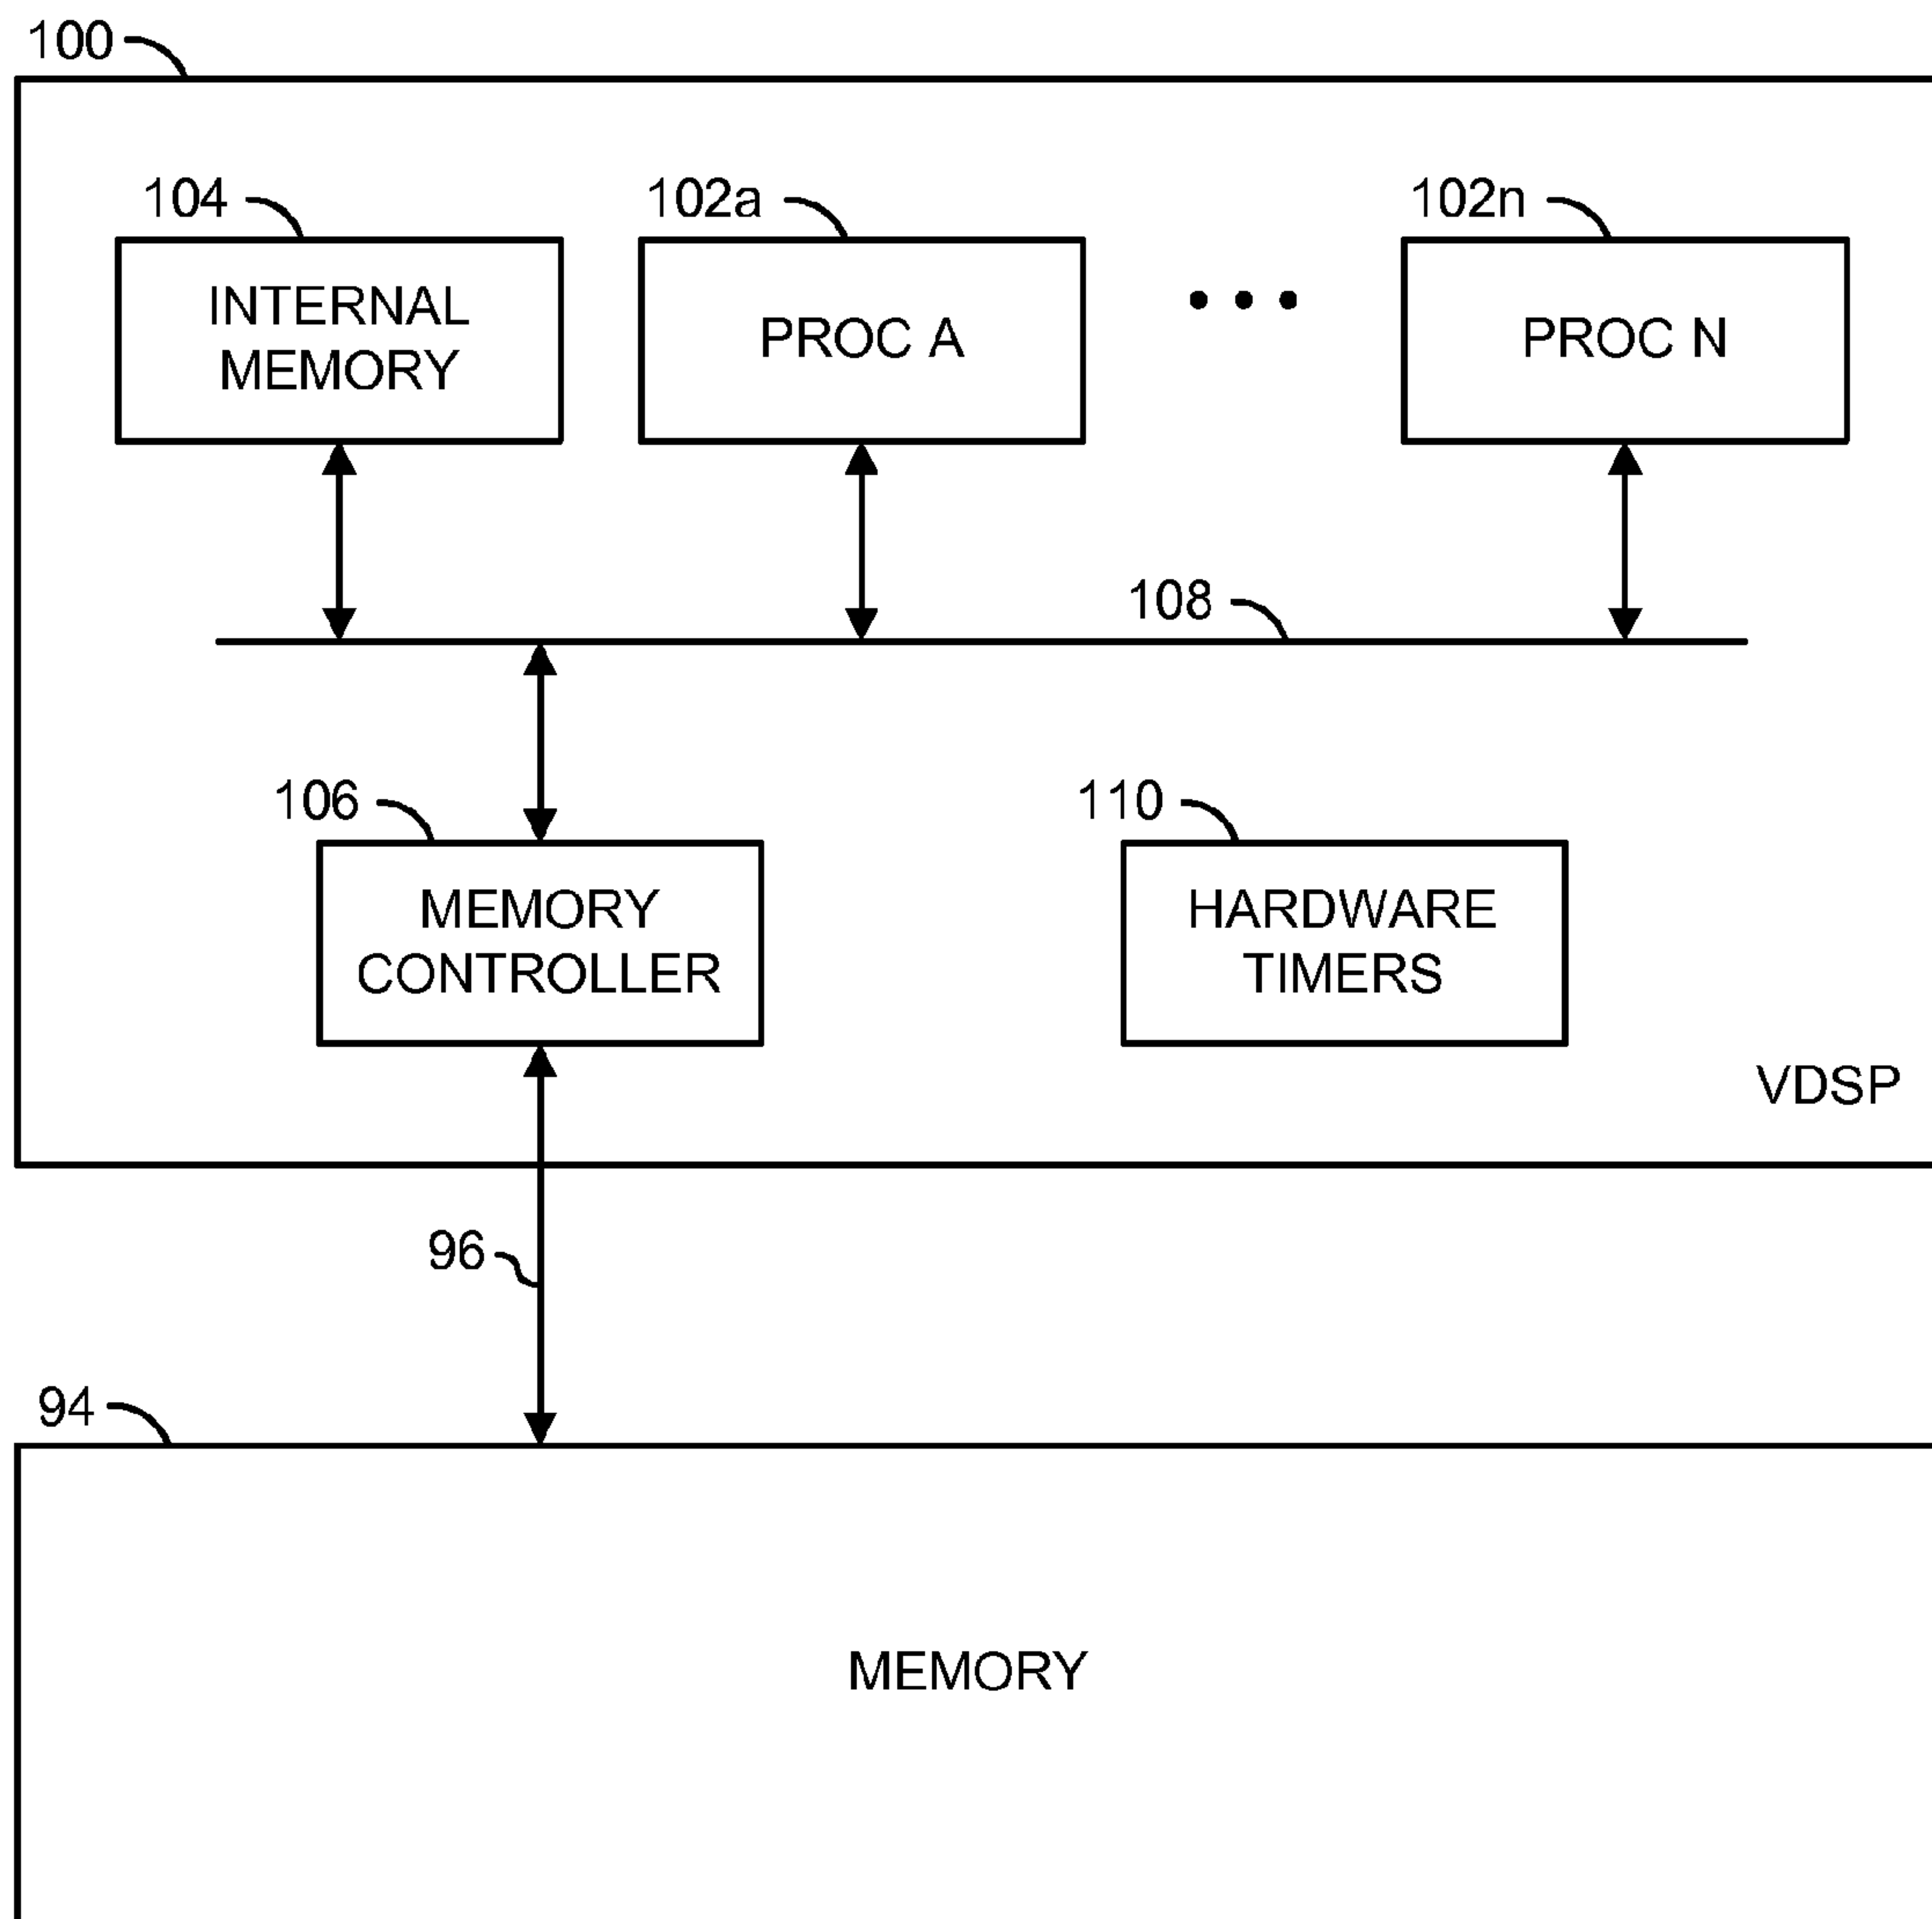 100
104
102a
102n
INTERNAL
MEMORY
PROC A
PROC N
108
106
110
MEMORY
CONTROLLER
HARDWARE
TIMERS
VDSP
96
94
MEMORY